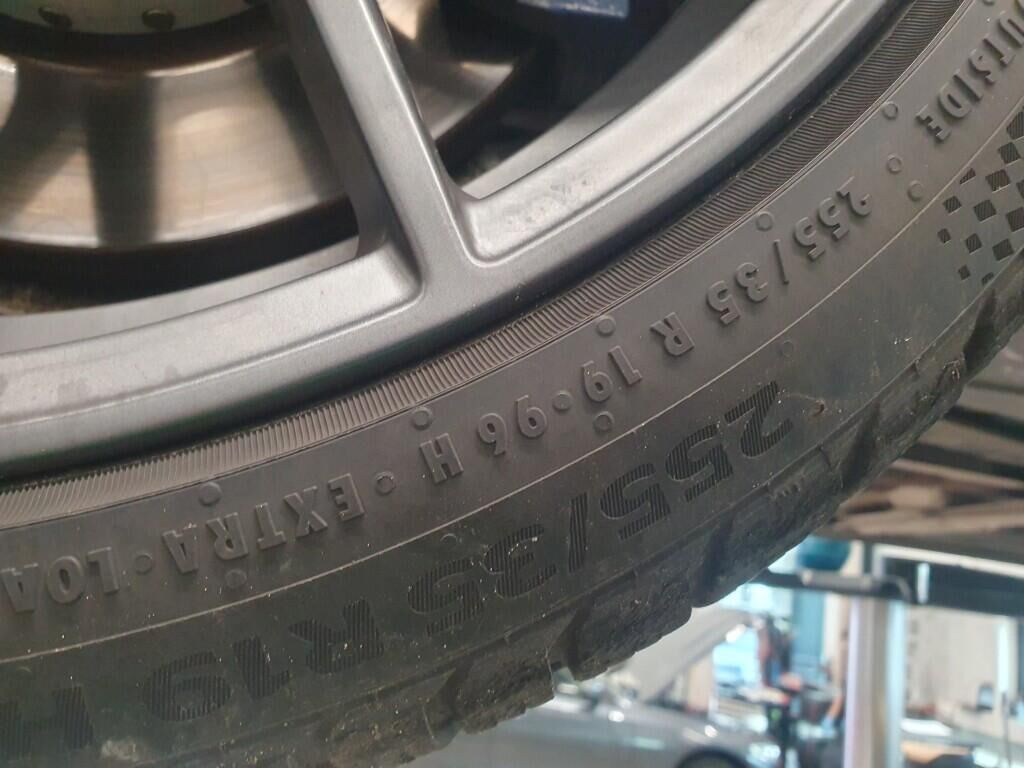 OUTSIDE
255/35 R 19 · 96 H · EXTRA · LOA
255/35 R19 H